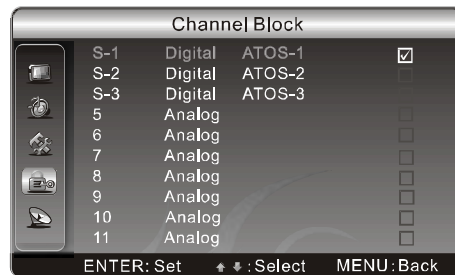 Channel Block
S-1 Digital ATOS-1
S-2 Digital ATOS-2
S-3 Digital ATOS-3
5 Analog
6 Analog
7 Analog
8 Analog
9 Analog
10 Analog
11 Analog
ENTER: Set : Select MENU: Back